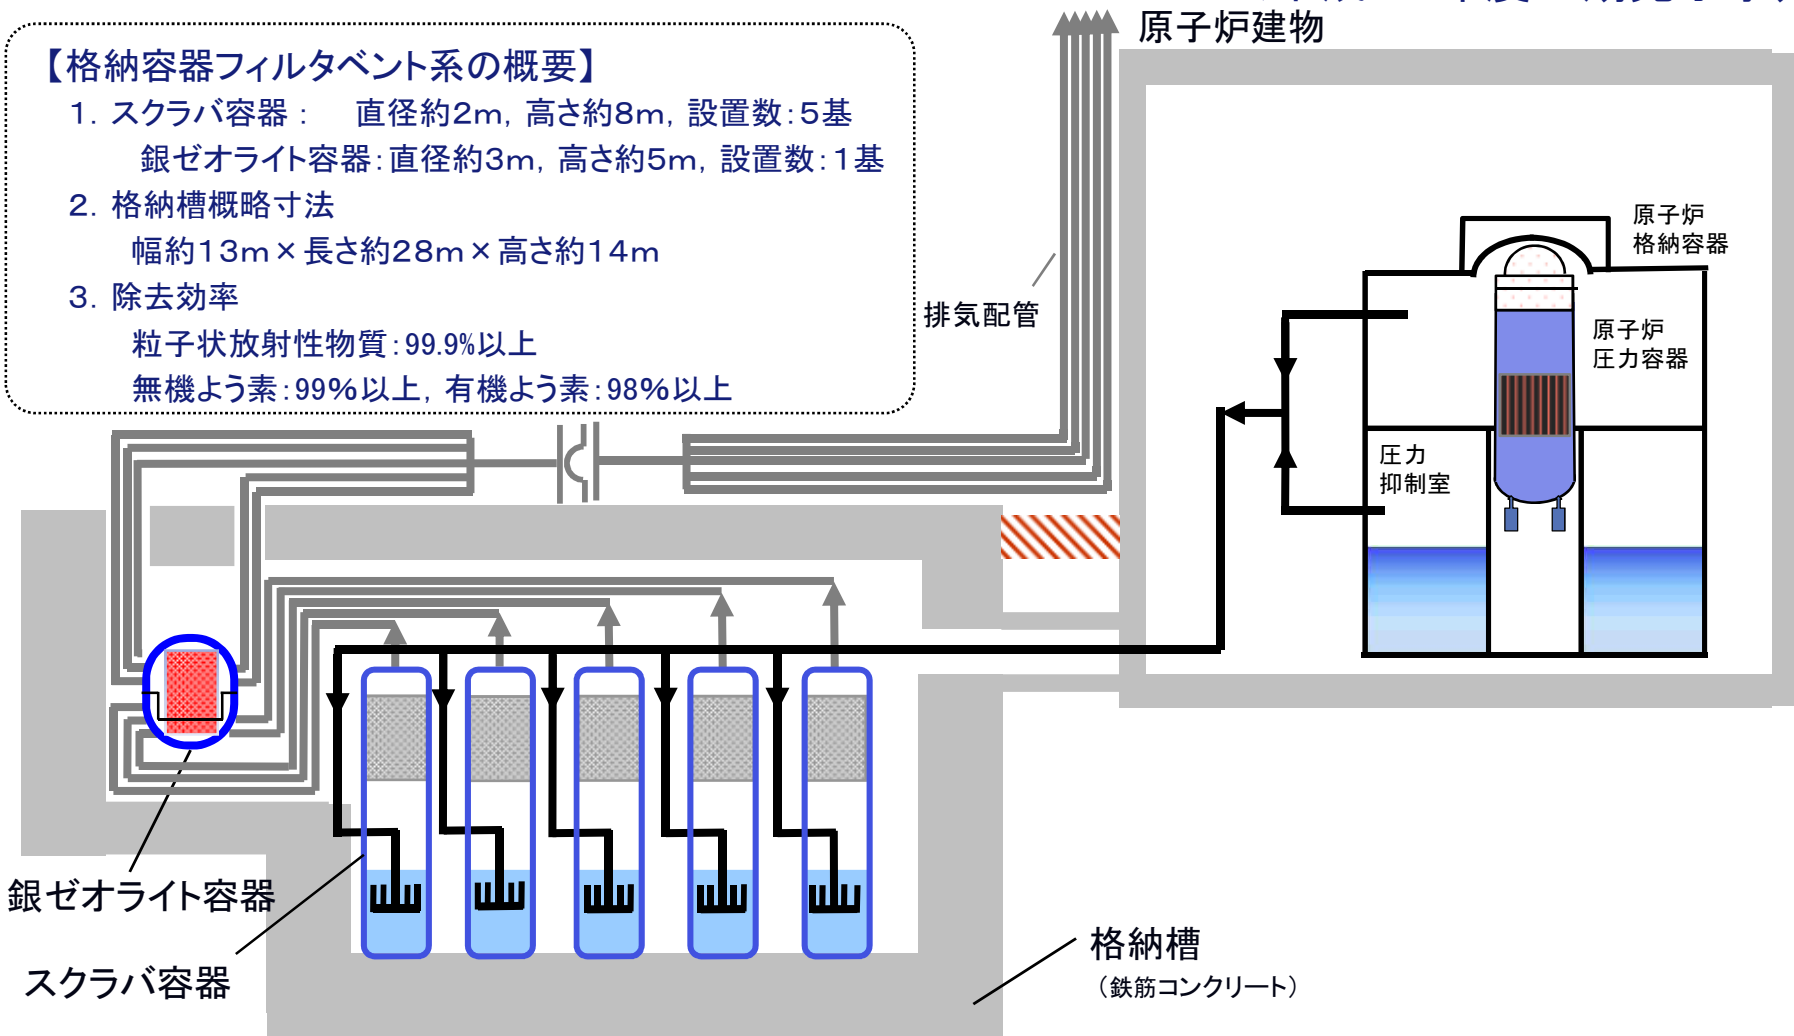 原子炉建物
【格納容器フィルタベント系の概要】
1. スクラバ容器： 直径約2m, 高さ約8m, 設置数:5基
銀ゼオライト容器:直径約3m, 高さ約5m, 設置数:1基
2. 格納槽概略寸法
幅約13m×長さ約28m×高さ約14m
3. 除去効率
粒子状放射性物質:99.9%以上
無機よう素:99%以上, 有機よう素:98%以上
排気配管
原子炉
格納容器
原子炉
圧力容器
圧力
抑制室
銀ゼオライト容器
スクラバ容器
格納槽
（鉄筋コンクリート）